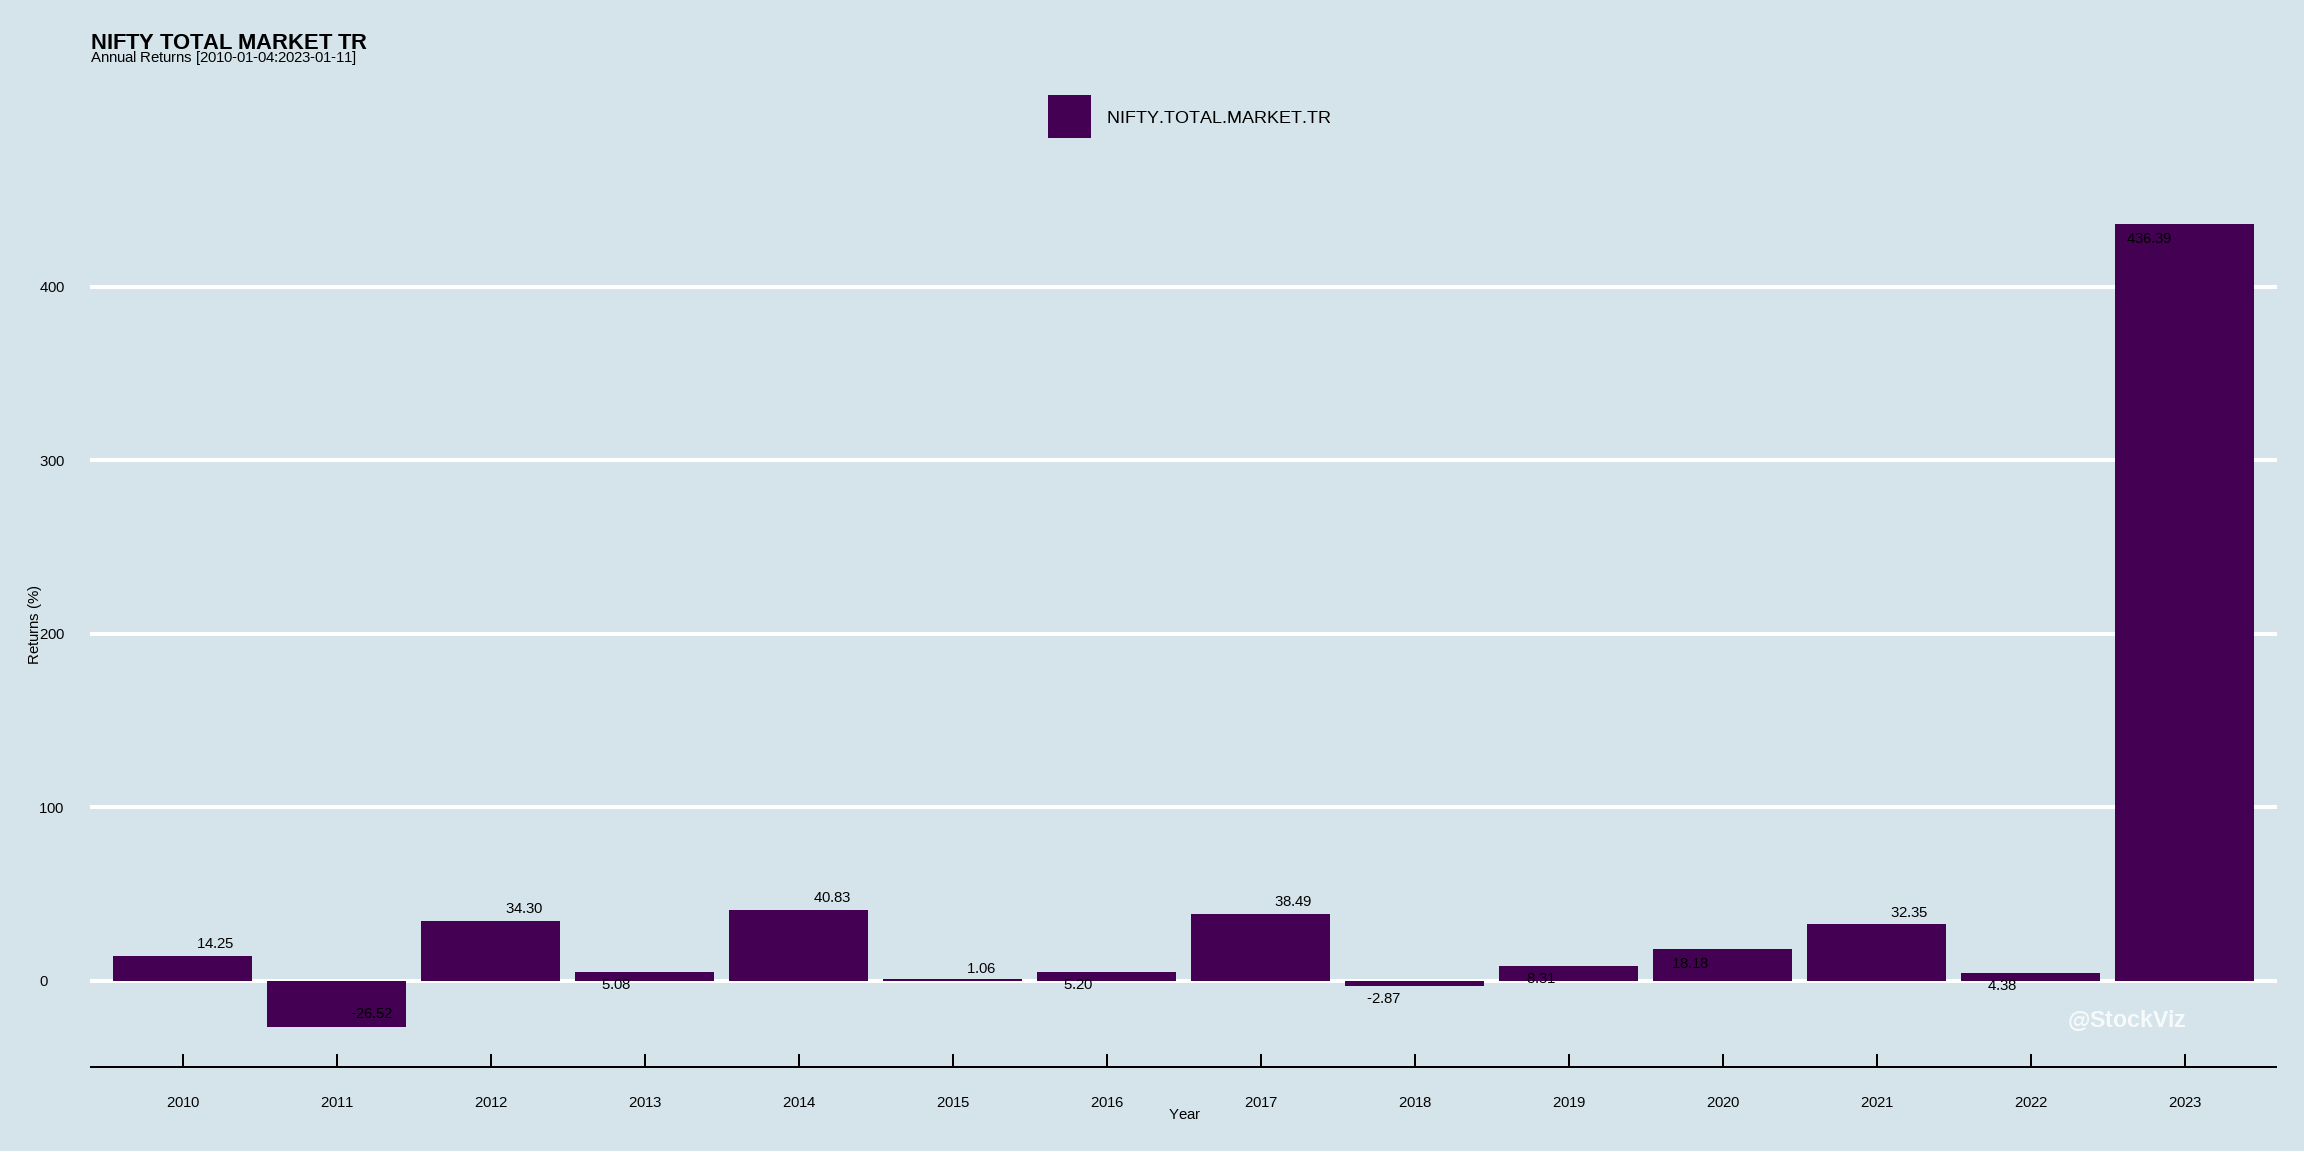 NIFTY TOTAL MARKET TR
Annual Returns [2010-01-04:2023-01-11]
NIFTY.TOTAL.MARKET.TR
Returns (%)
400
300
200
100
0
14.25
-26.52
34.30
5.08
40.83
1.06
5.20
38.49
-2.87
8.31
18.18
32.35
4.38
436.39
@StockViz
2010 2011 2012 2013 2014 2015 2016 2017 2018 2019 2020 2021 2022 2023
Year